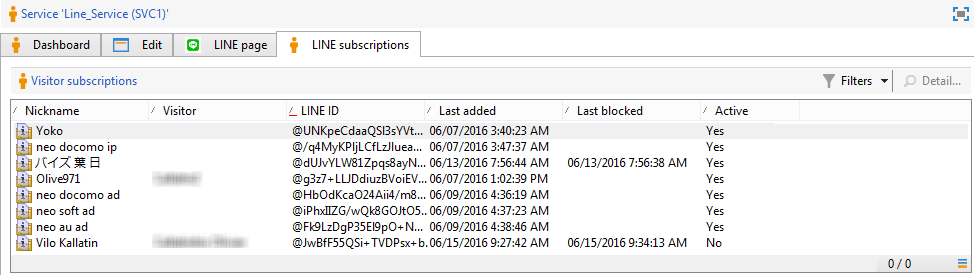 Service 'Line_Service (SVC1)'
Dashboard Edit LINE page LINE subscriptions
Visitor subscriptions Filters Detail...
Nickname Visitor LINE ID Last added Last blocked Active
Yoko @UNKpeCdaaQSI3sYVt... 06/07/2016 3:40:23 AM Yes
neo docomo ip @/q4MyKPIjLCfLzJluea... 06/07/2016 3:47:37 AM Yes
バイズ 葉 日 @dUJvYLW81Zpqs8ayN... 06/13/2016 7:56:44 AM 06/13/2016 7:56:38 AM Yes
Olive971 @g3z7+LLJDdiuzBVoiEV... 06/07/2016 1:02:39 PM Yes
neo docomo ad @HbOdKcaO24Aii4/m8... 06/09/2016 4:36:19 AM Yes
neo soft ad @iPhxIIZG/wQk8GOJtO5... 06/09/2016 4:37:23 AM Yes
neo au ad @Fk9LzDgP35EI9pO+N... 06/09/2016 4:38:46 AM Yes
Vilo Kallatin @JwBfF55QSi+TVDPsx+b... 06/15/2016 9:27:42 AM 06/15/2016 9:34:13 AM No
0 / 0